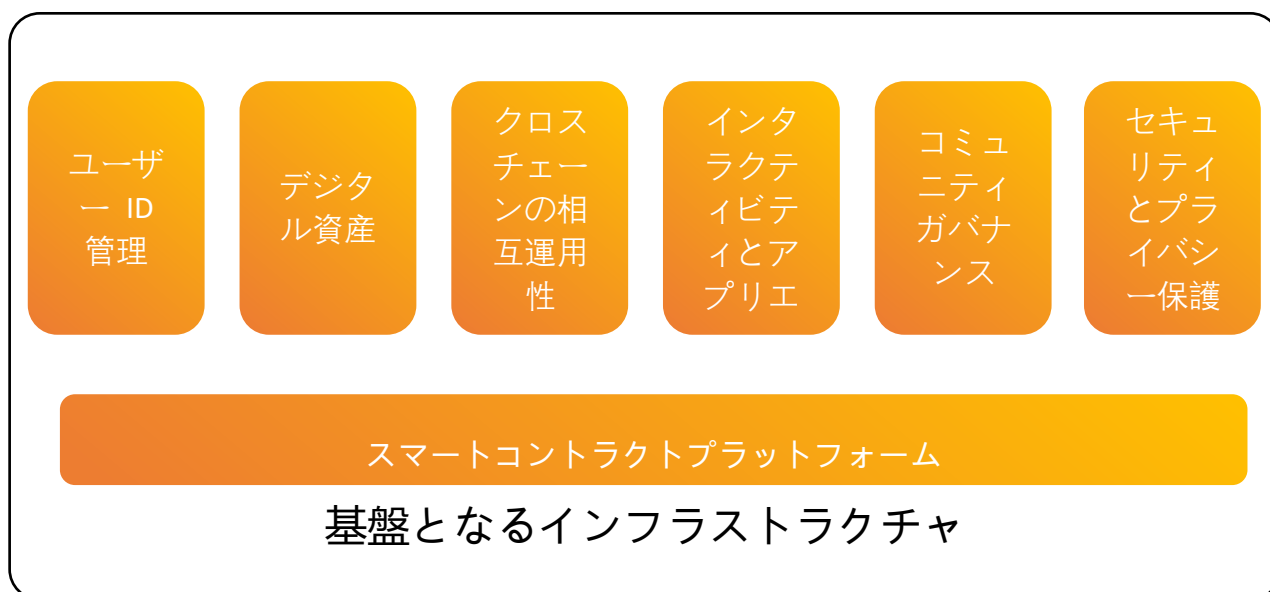 ユーザ
ー ID
管理
デジタ
ル資産
クロス
チェー
ンの相
互運用
性
インタ
ラクテ
ィビテ
ィとア
プリエ
コミュ
ニティ
ガバナ
ンス
セキュ
リティ
とプラ
イバシ
ー保護
スマートコントラクトプラットフォーム
基盤となるインフラストラクチャ